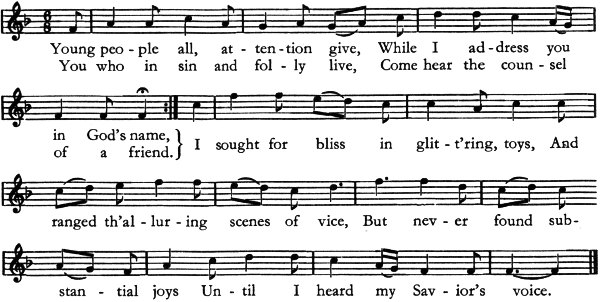 6
8
Young peo - ple all, at - ten - tion give, While I ad - dress you
You who in sin and fol - ly live, Come hear the coun - sel
in God's name,
of a friend. } I sought for bliss in glit - t'ring, toys, And
ranged th'al - lur - ing scenes of vice, But nev - er found sub-
stan - tial joys Un - til I heard my Sav - ior's voice.